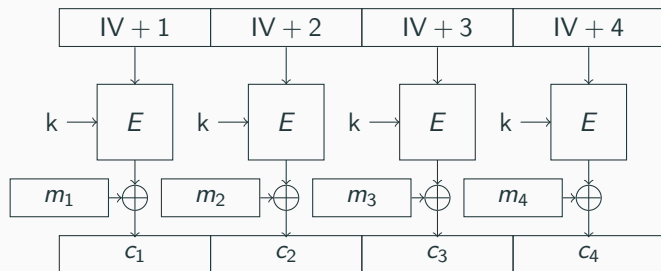 IV + 1 IV + 2 IV + 3 IV + 4
k E k E k E k E
m₁ m₂ m₃ m₄
c₁ c₂ c₃ c₄